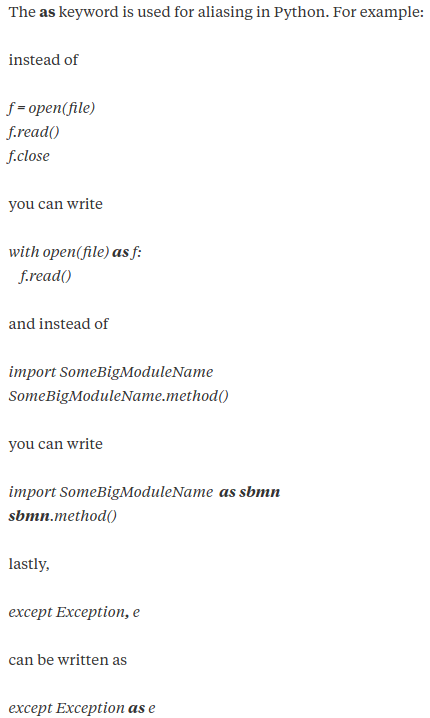 The as keyword is used for aliasing in Python. For example:
instead of
f = open(file)
f.read()
f.close
you can write
with open(file) as f:
f.read()
and instead of
import SomeBigModuleName
SomeBigModuleName.method()
you can write
import SomeBigModuleName as sbmn
sbmn.method()
lastly,
except Exception, e
can be written as
except Exception as e